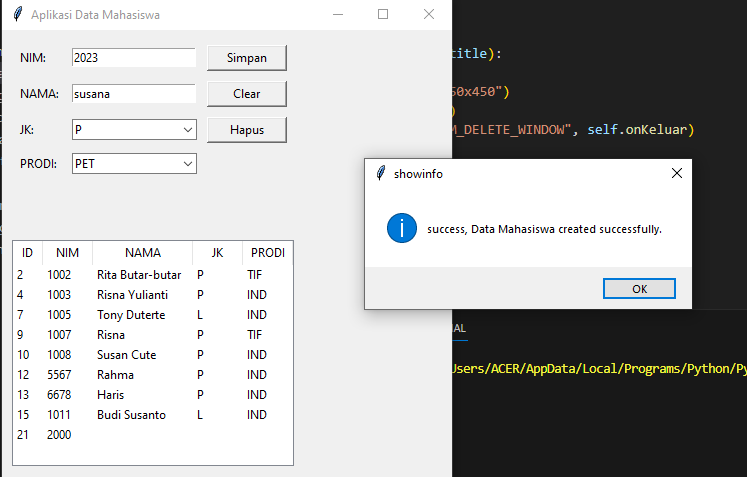 Aplikasi Data Mahasiswa
NIM: 2023 Simpan
NAMA: susana Clear
JK: P Hapus
PRODI: PET
ID NIM NAMA JK PRODI
2 1002 Rita Butar-butar P TIF
4 1003 Risna Yulianti P IND
7 1005 Tony Duterte L IND
9 1007 Risna P TIF
10 1008 Susan Cute P IND
12 5567 Rahma P IND
13 6678 Haris P IND
15 1011 Budi Susanto L IND
21 2000
title):
50x450")
)
M_DELETE_WINDOW", self.onKeluar)
showinfo
success, Data Mahasiswa created successfully.
OK
NAL
Users/ACER/AppData/Local/Programs/Python/Py